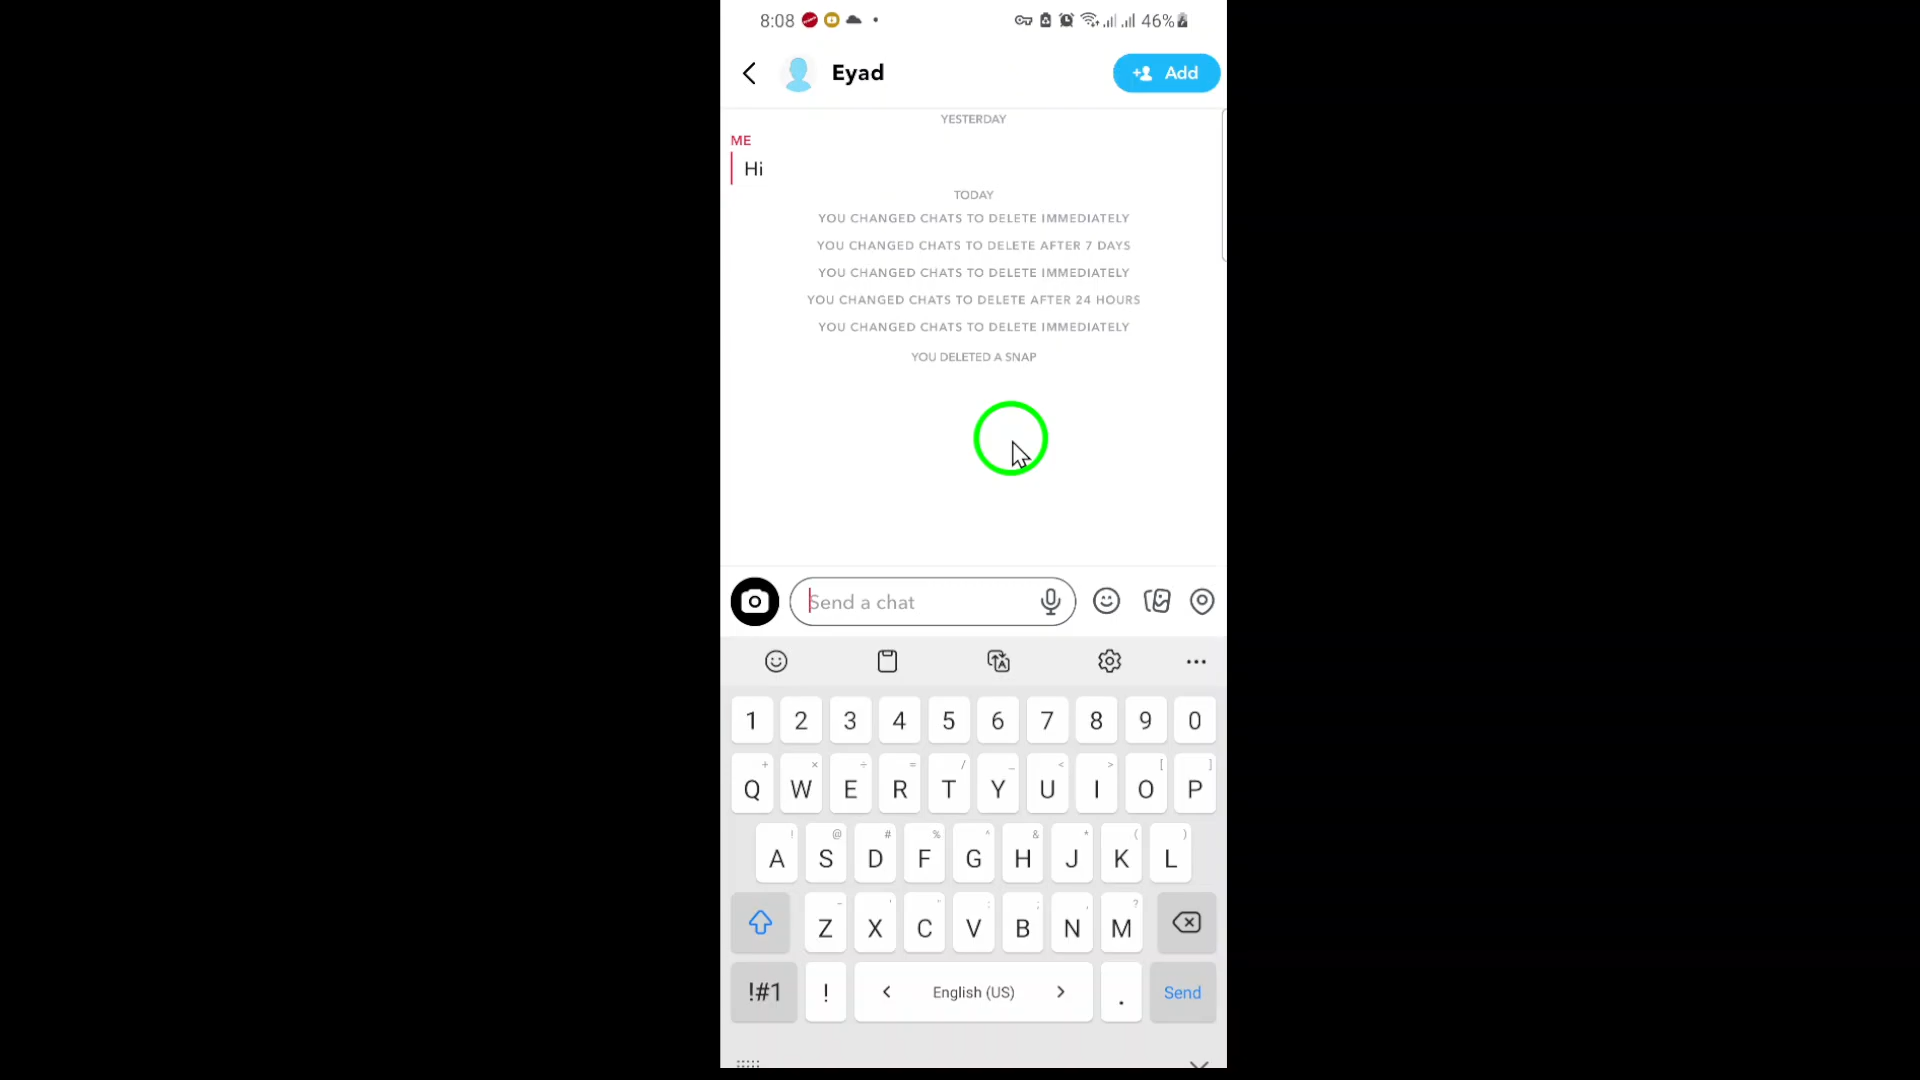 8:08 46%
Eyad Add
YESTERDAY
ME
Hi
TODAY
YOU CHANGED CHATS TO DELETE IMMEDIATELY
YOU CHANGED CHATS TO DELETE AFTER 7 DAYS
YOU CHANGED CHATS TO DELETE IMMEDIATELY
YOU CHANGED CHATS TO DELETE AFTER 24 HOURS
YOU CHANGED CHATS TO DELETE IMMEDIATELY
YOU DELETED A SNAP
Send a chat
1 2 3 4 5 6 7 8 9 0
+ × ÷ = / _ < > [ ]
Q W E R T Y U I O P
! @ # % ^ & * ( )
A S D F G H J K L
- ' " : ; , ?
Z X C V B N M
!#1 ! < English (US) > . Send